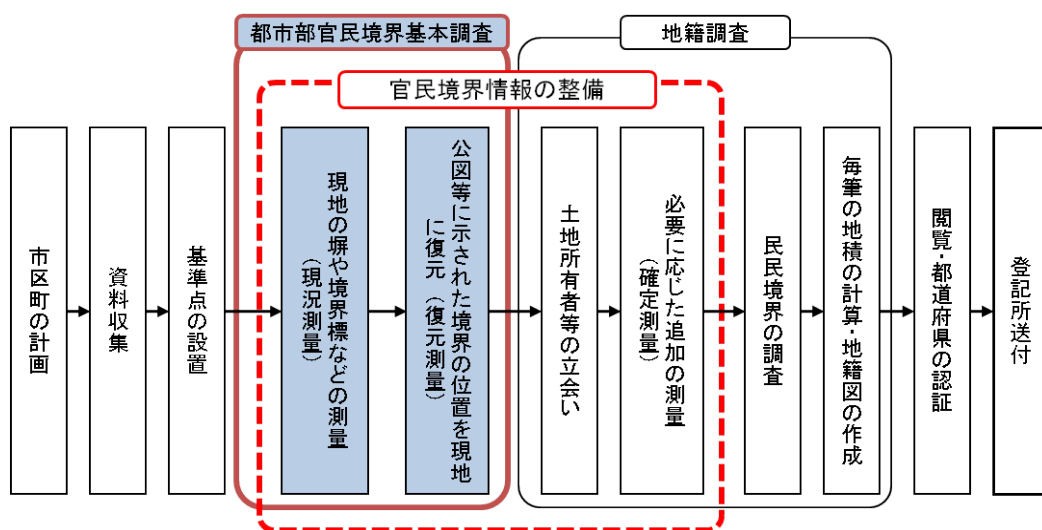 都市部官民境界基本調査
地籍調査
官民境界情報の整備
市区町の計画
資料収集
基準点の設置
現地の塀や境界標などの測量
(現況測量)
公図等に示された境界の位置を現地
に復元(復元測量)
土地所有者等の立会い
必要に応じた追加の測量
(確定測量)
民民境界の調査
毎筆の地積の計算・地籍図の作成
閲覧・都道府県の認証
登記所送付